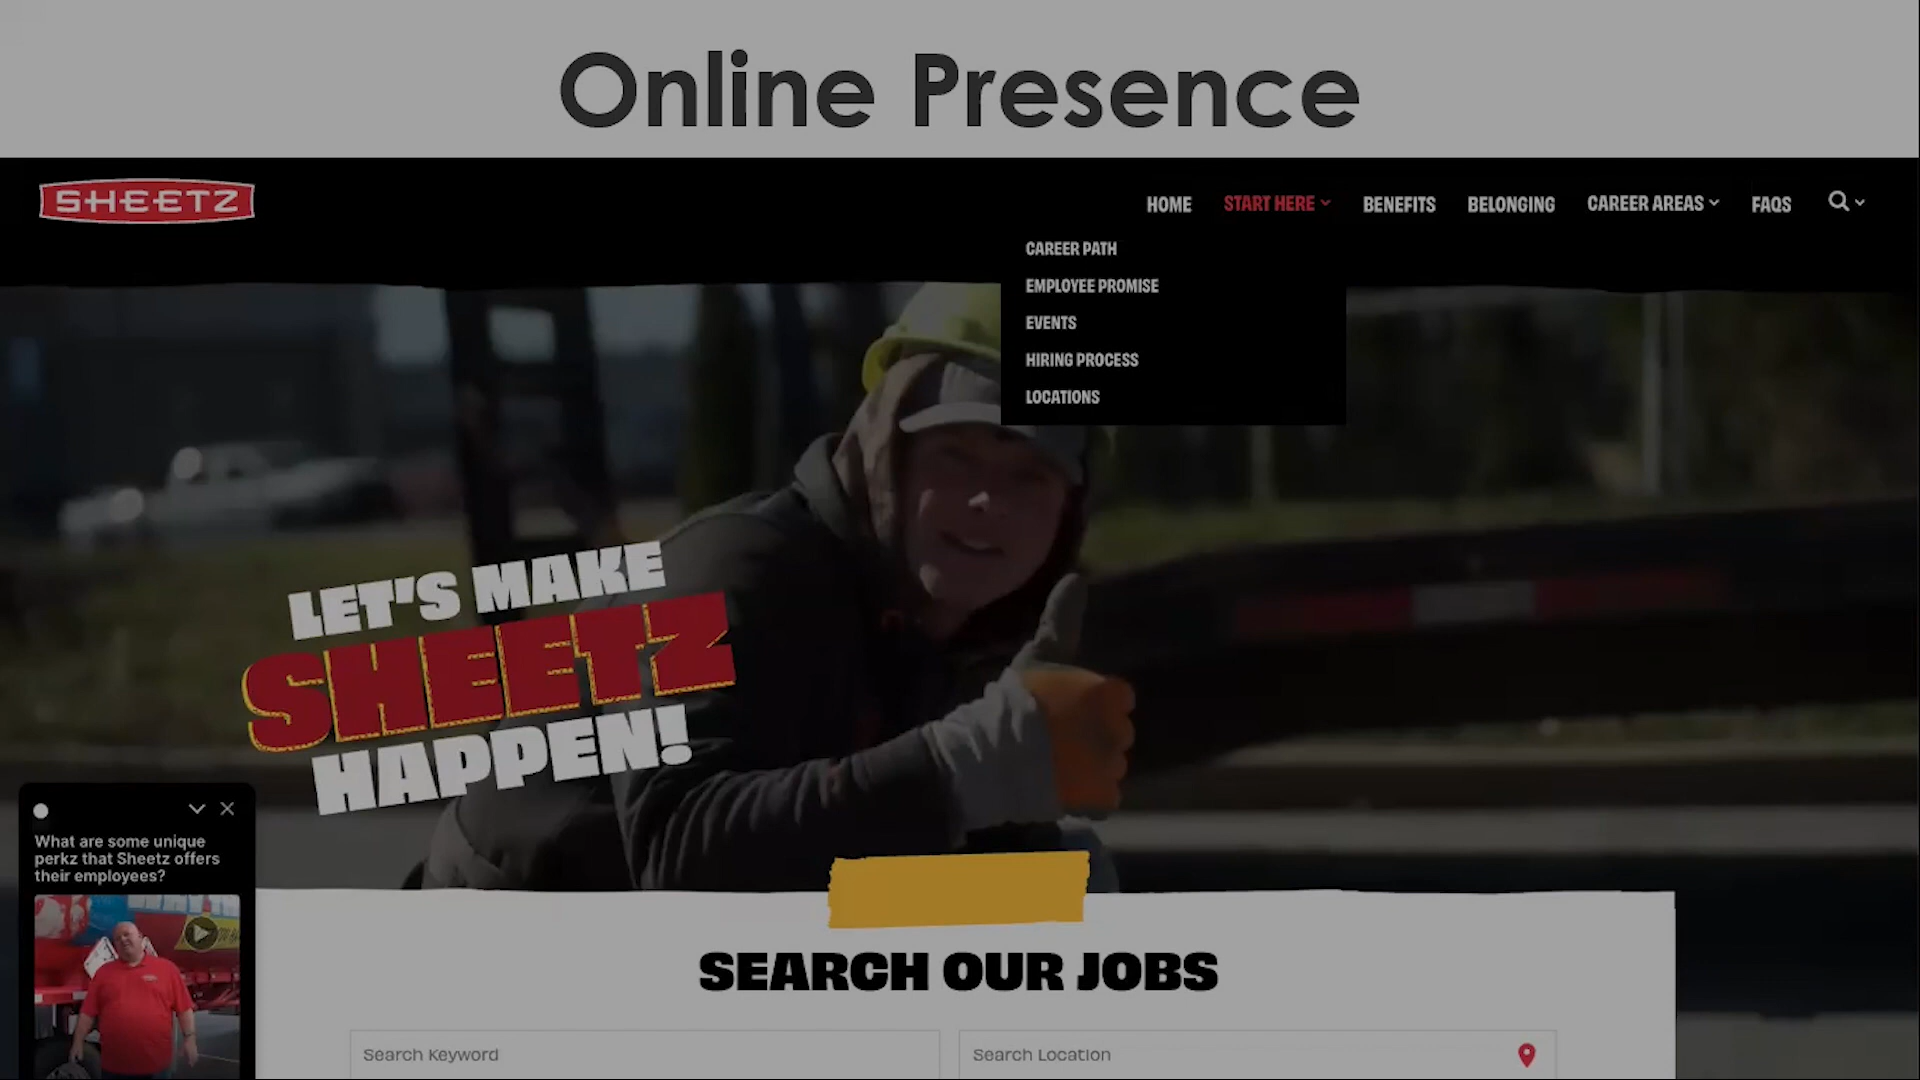 Online Presence
SHEETZ
HOME START HERE BENEFITS BELONGING CAREER AREAS FAQS
CAREER PATH
EMPLOYEE PROMISE
EVENTS
HIRING PROCESS
LOCATIONS
LET'S MAKE
SHEETZ
HAPPEN!
What are some unique
perkz that Sheetz offers
their employees?
SEARCH OUR JOBS
Search Keyword
Search Location